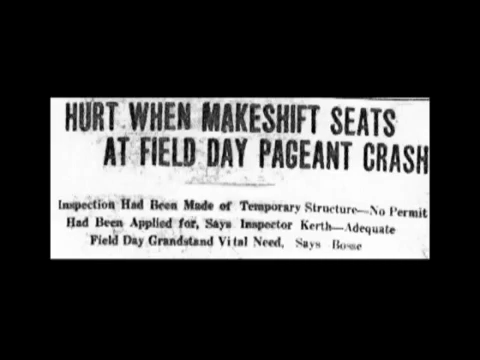 HURT WHEN MAKESHIFT SEATS
AT FIELD DAY PAGEANT CRASH
Inspection Had Been Made of Temporary Structure—No Permit
Had Been Applied for, Says Inspector Kerth—Adequate
Field Day Grandstand Vital Need, Says Bosse